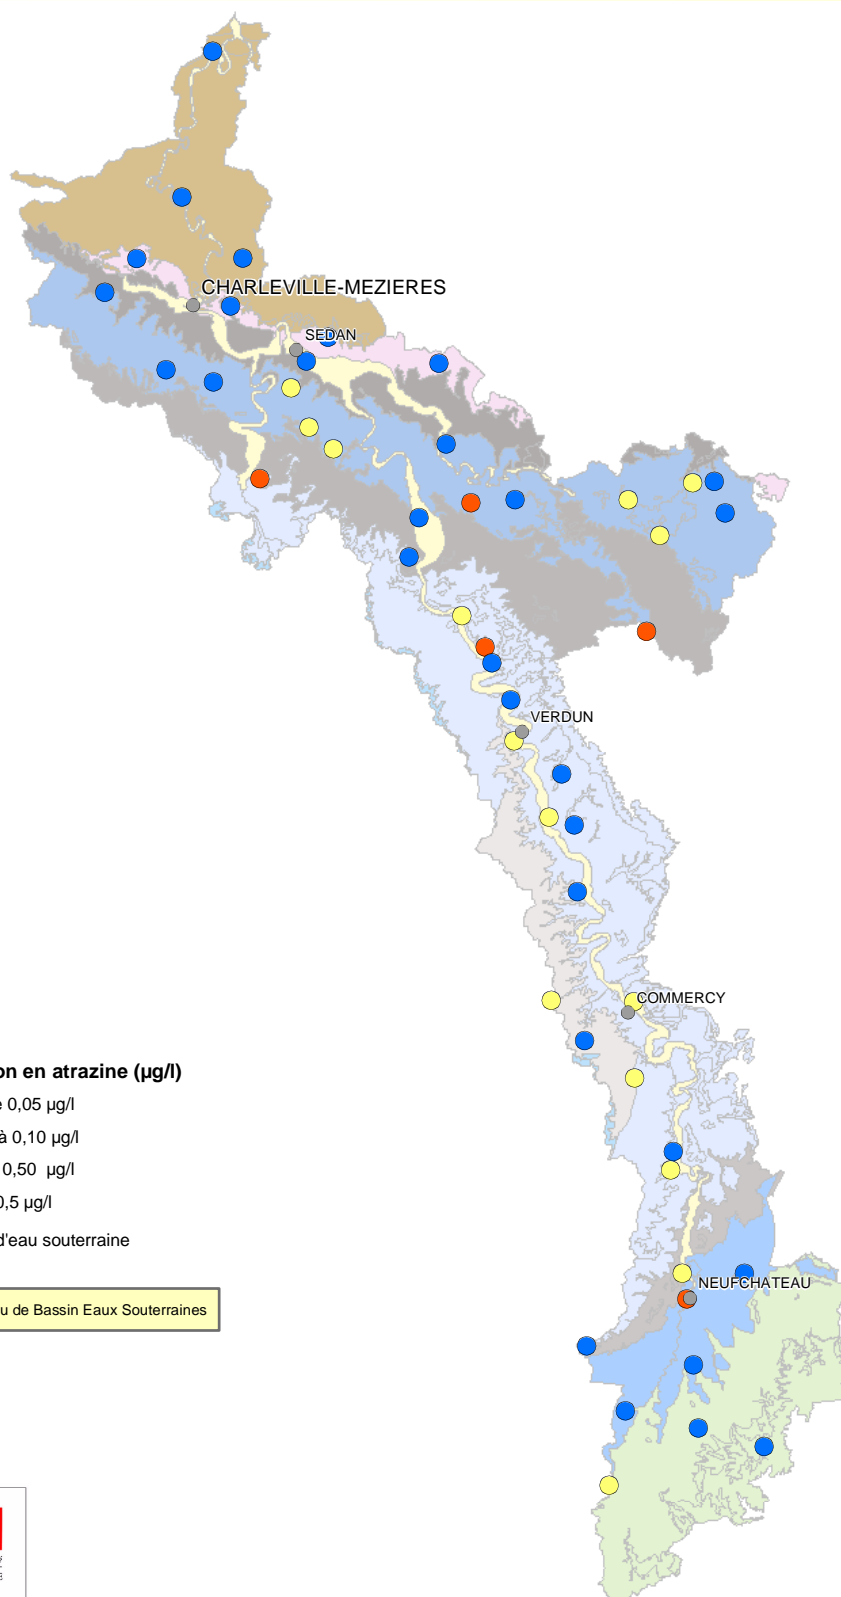 CHARLEVILLE-MEZIERES
SEDAN
VERDUN
COMMERCY
on en atrazine (µg/l)
0,05 µg/l
à 0,10 µg/l
0,50 µg/l
0,5 µg/l
d'eau souterraine
NEUFCHATEAU
u de Bassin Eaux Souterraines